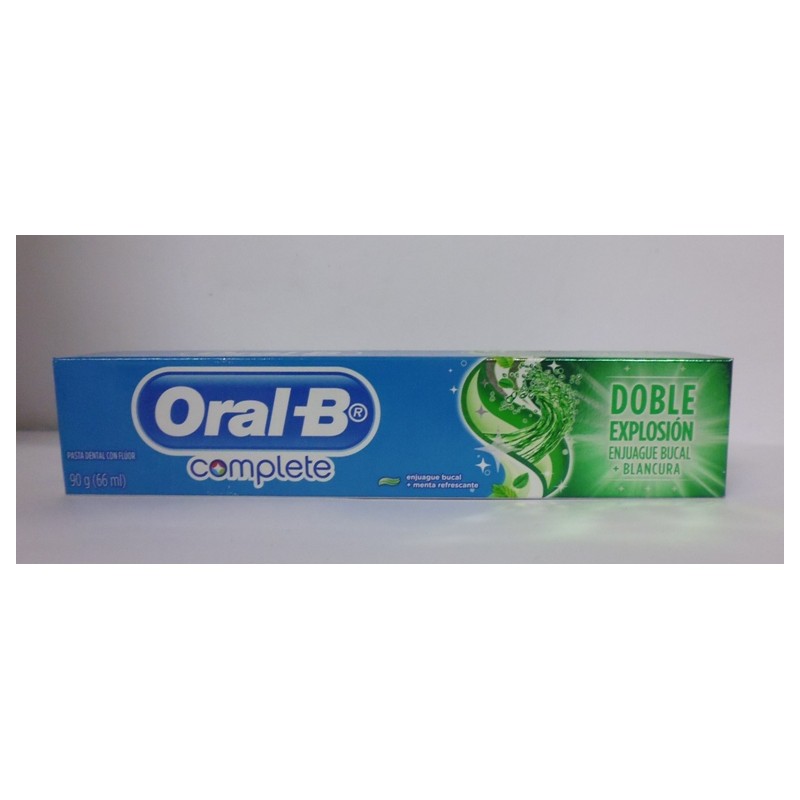 Oral-B®
complete
PASTA DENTAL CON FLUOR
90 g (66 ml)
enjuague bucal
+ menta refrescante
DOBLE
EXPLOSIÓN
ENJUAGUE BUCAL
+ BLANCURA